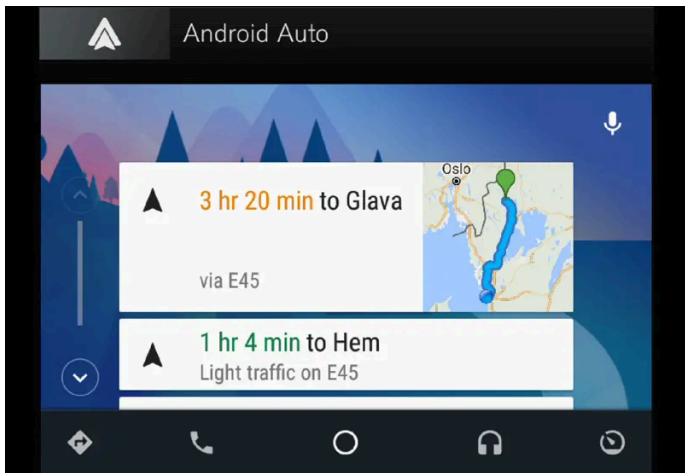 Android Auto
3 hr 20 min to Glava
Oslo
via E45
1 hr 4 min to Hem
Light traffic on E45